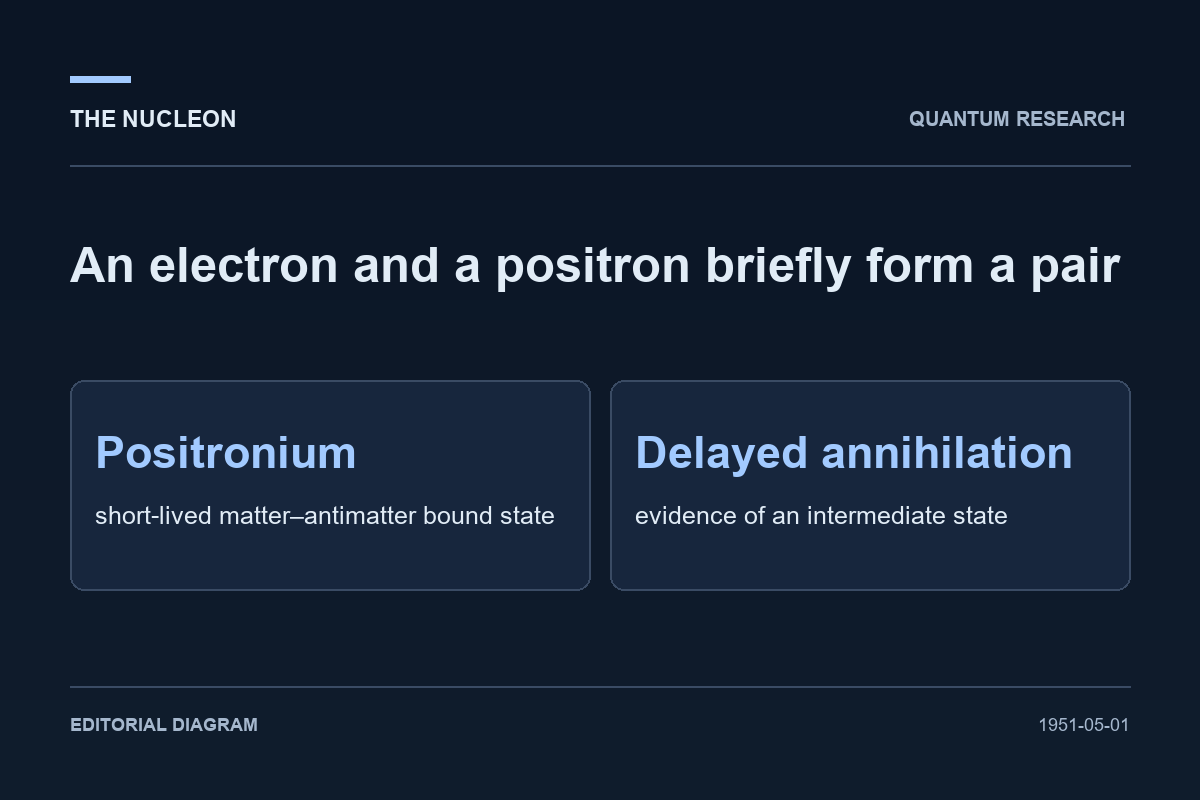 THE NUCLEON
QUANTUM RESEARCH
An electron and a positron briefly form a pair
Positronium
short-lived matter–antimatter bound state
Delayed annihilation
evidence of an intermediate state
EDITORIAL DIAGRAM
1951-05-01